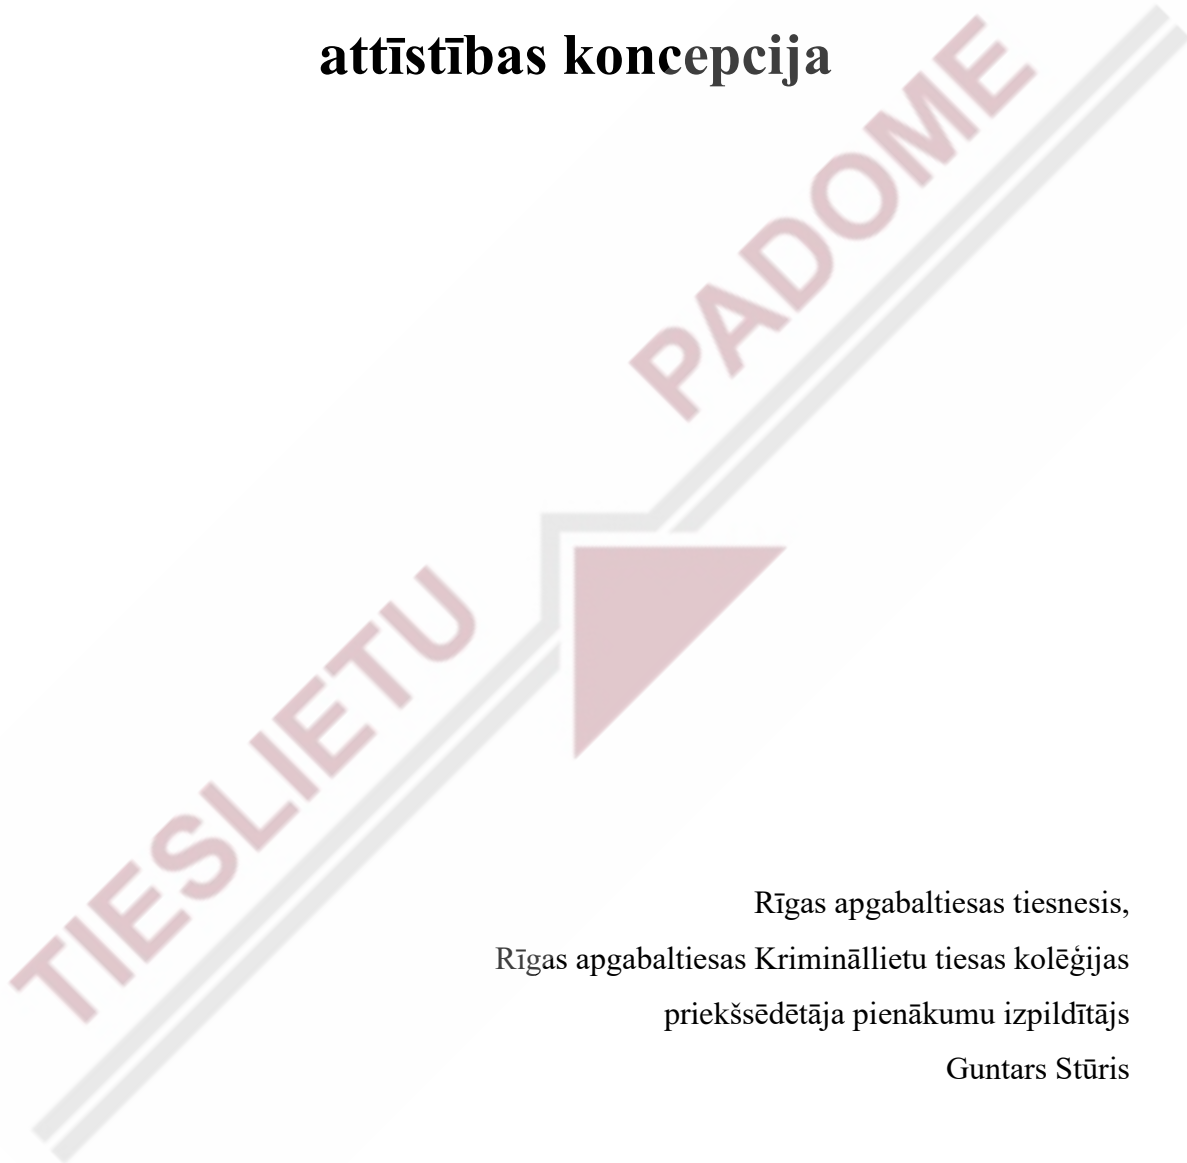 attīstības koncepcija
PADOME
TIESLIETU
Rīgas apgabaltiesas tiesnesis,
Rīgas apgabaltiesas Krimināllietu tiesas kolēģijas
priekšsēdētāja pienākumu izpildītājs
Guntars Stūris